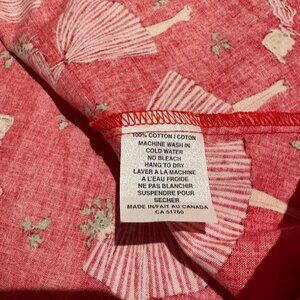 100% COTTON / COTON
MACHINE WASH IN
COLD WATER
NO BLEACH
HANG TO DRY
LAVER A LA MACHINE
A L'EAU FROIDE
NE PAS BLANCHIR
SUSPENDRE POUR
SECHER
MADE IN/FAIT AU CANADA
CA 51760